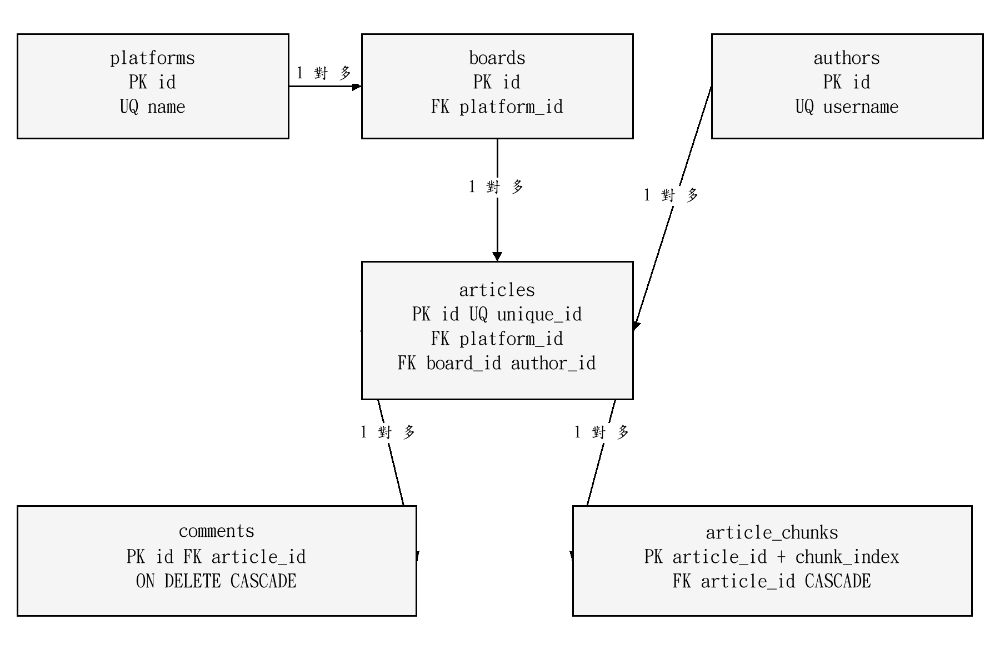 platforms
PK id
UQ name
1 對 多
boards
PK id
FK platform_id
authors
PK id
UQ username
1 對 多
1 對 多
articles
PK id UQ unique_id
FK platform_id
FK board_id author_id
1 對 多
1 對 多
comments
PK id FK article_id
ON DELETE CASCADE
article_chunks
PK article_id + chunk_index
FK article_id CASCADE